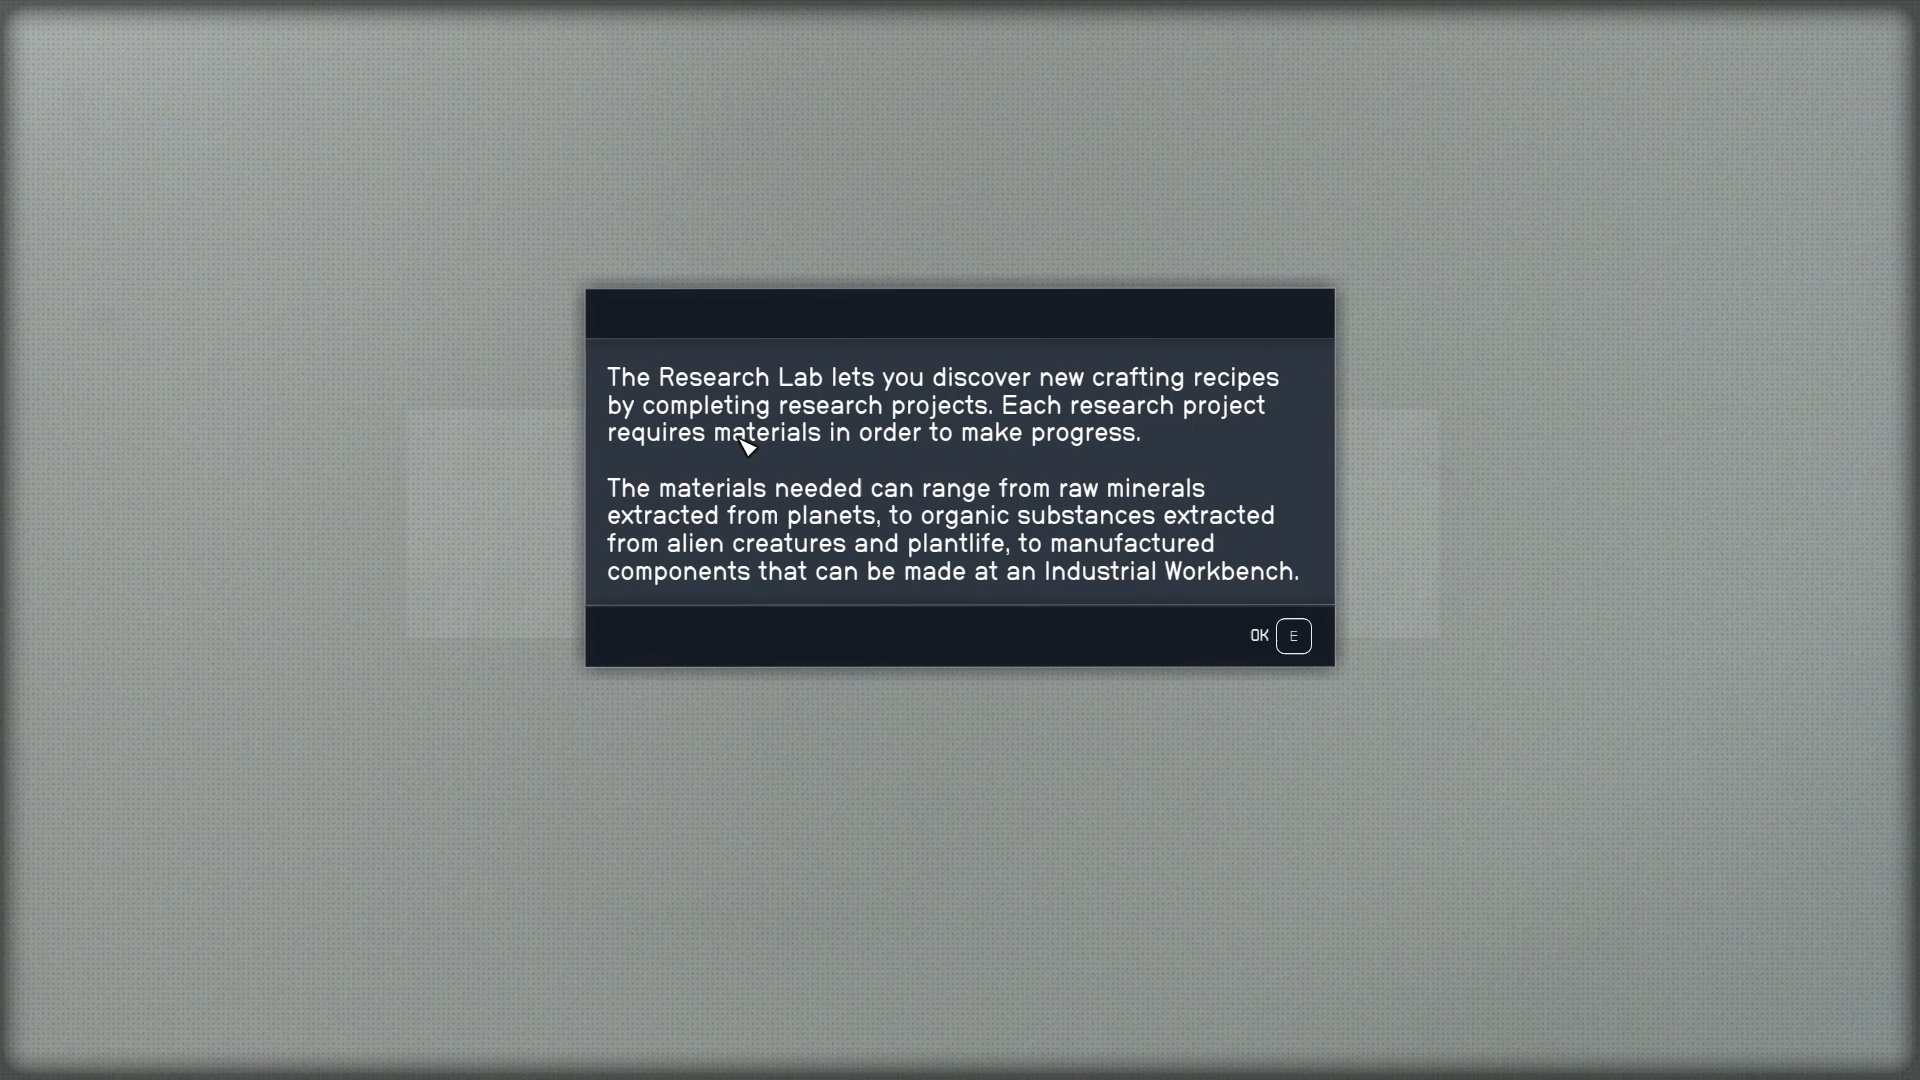 The Research Lab lets you discover new crafting recipes
by completing research projects. Each research project
requires materials in order to make progress.
The materials needed can range from raw minerals
extracted from planets, to organic substances extracted
from alien creatures and plantlife, to manufactured
components that can be made at an Industrial Workbench.
OK E